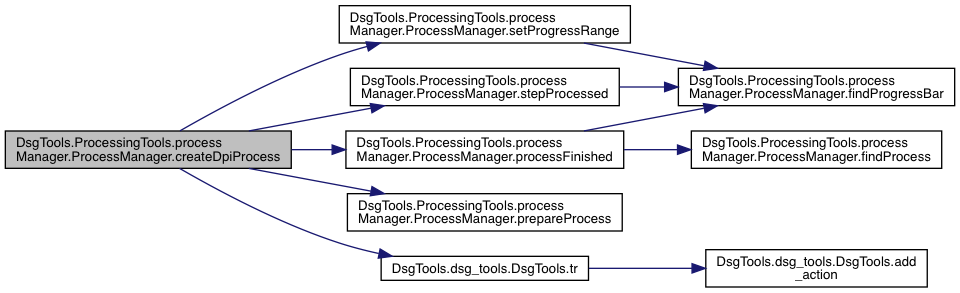 DsgTools.ProcessingTools.process
Manager.ProcessManager.createDpiProcess
DsgTools.ProcessingTools.process
Manager.ProcessManager.setProgressRange
DsgTools.ProcessingTools.process
Manager.ProcessManager.stepProcessed
DsgTools.ProcessingTools.process
Manager.ProcessManager.processFinished
DsgTools.ProcessingTools.process
Manager.ProcessManager.prepareProcess
DsgTools.dsg_tools.DsgTools.tr
DsgTools.ProcessingTools.process
Manager.ProcessManager.findProgressBar
DsgTools.ProcessingTools.process
Manager.ProcessManager.findProcess
DsgTools.dsg_tools.DsgTools.add
_action